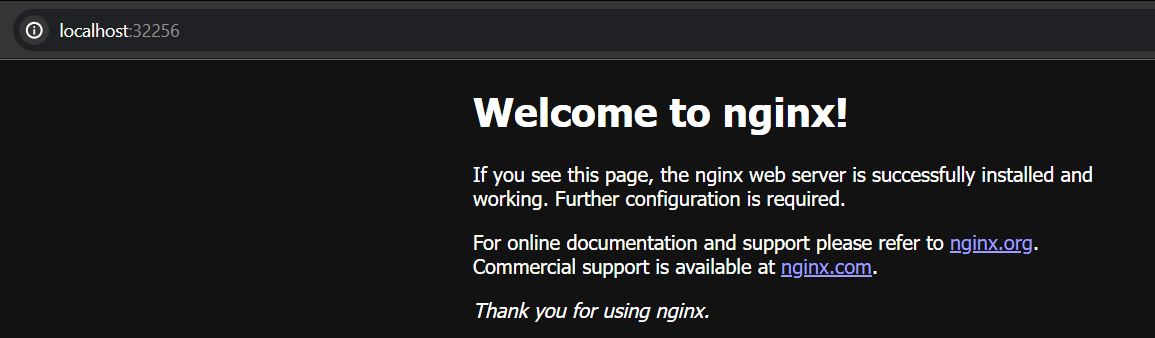 localhost:32256
Welcome to nginx!
If you see this page, the nginx web server is successfully installed and
working. Further configuration is required.
For online documentation and support please refer to nginx.org.
Commercial support is available at nginx.com.
Thank you for using nginx.